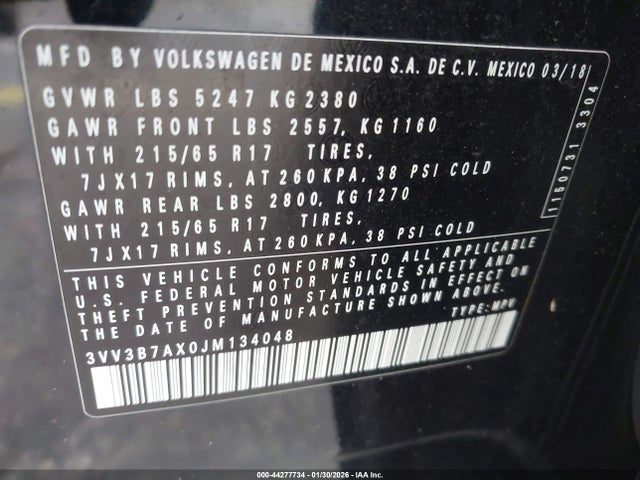 MFD BY VOLKSWAGEN DE MEXICO S.A. DE C.V. MEXICO 03/18
GVWR LBS 5247 KG 2380
GAWR FRONT LBS 2557, KG 1160
WITH 215/65 R17 TIRES,
7JX17 RIMS, AT 260 KPA, 38 PSI COLD
GAWR REAR LBS 2800, KG 1270
WITH 215/65 R17 TIRES,
7JX17 RIMS, AT 260 KPA, 38 PSI COLD
1150731 3304
THIS VEHICLE CONFORMS TO ALL APPLICABLE
U.S. FEDERAL MOTOR VEHICLE SAFETY AND
THEFT PREVENTION STANDARDS IN EFFECT ON
THE DATE OF MANUFACTURE SHOWN ABOVE.
3VV3B7AX0JM134048 TYPE: MPV
000-44277734 - 01/30/2026 - IAA Inc.